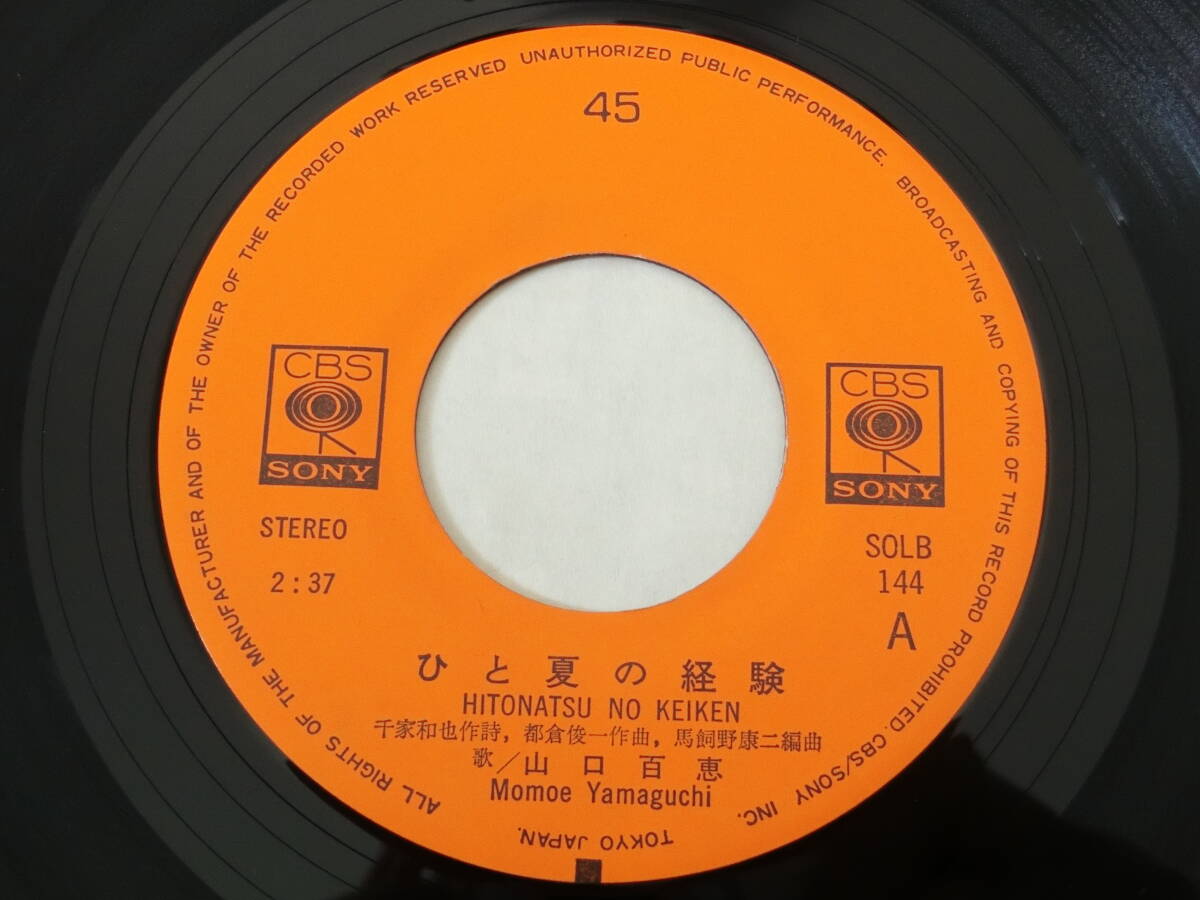 ALL RIGHTS OF THE MANUFACTURER AND OF THE OWNER OF THE RECORDED WORK RESERVED UNAUTHORIZED PUBLIC PERFORMANCE. BROADCASTING AND COPYING OF THIS RECORD PROHIBITED. CBS/SONY INC. TOKYO JAPAN.
45
CBS
SONY
CBS
SONY
STEREO
2:37
SOLB
144
A
ひと夏の経験
HITONATSU NO KEIKEN
千家和也作詩, 都倉俊一作曲, 馬飼野康二編曲
歌/山口百恵
Momoe Yamaguchi